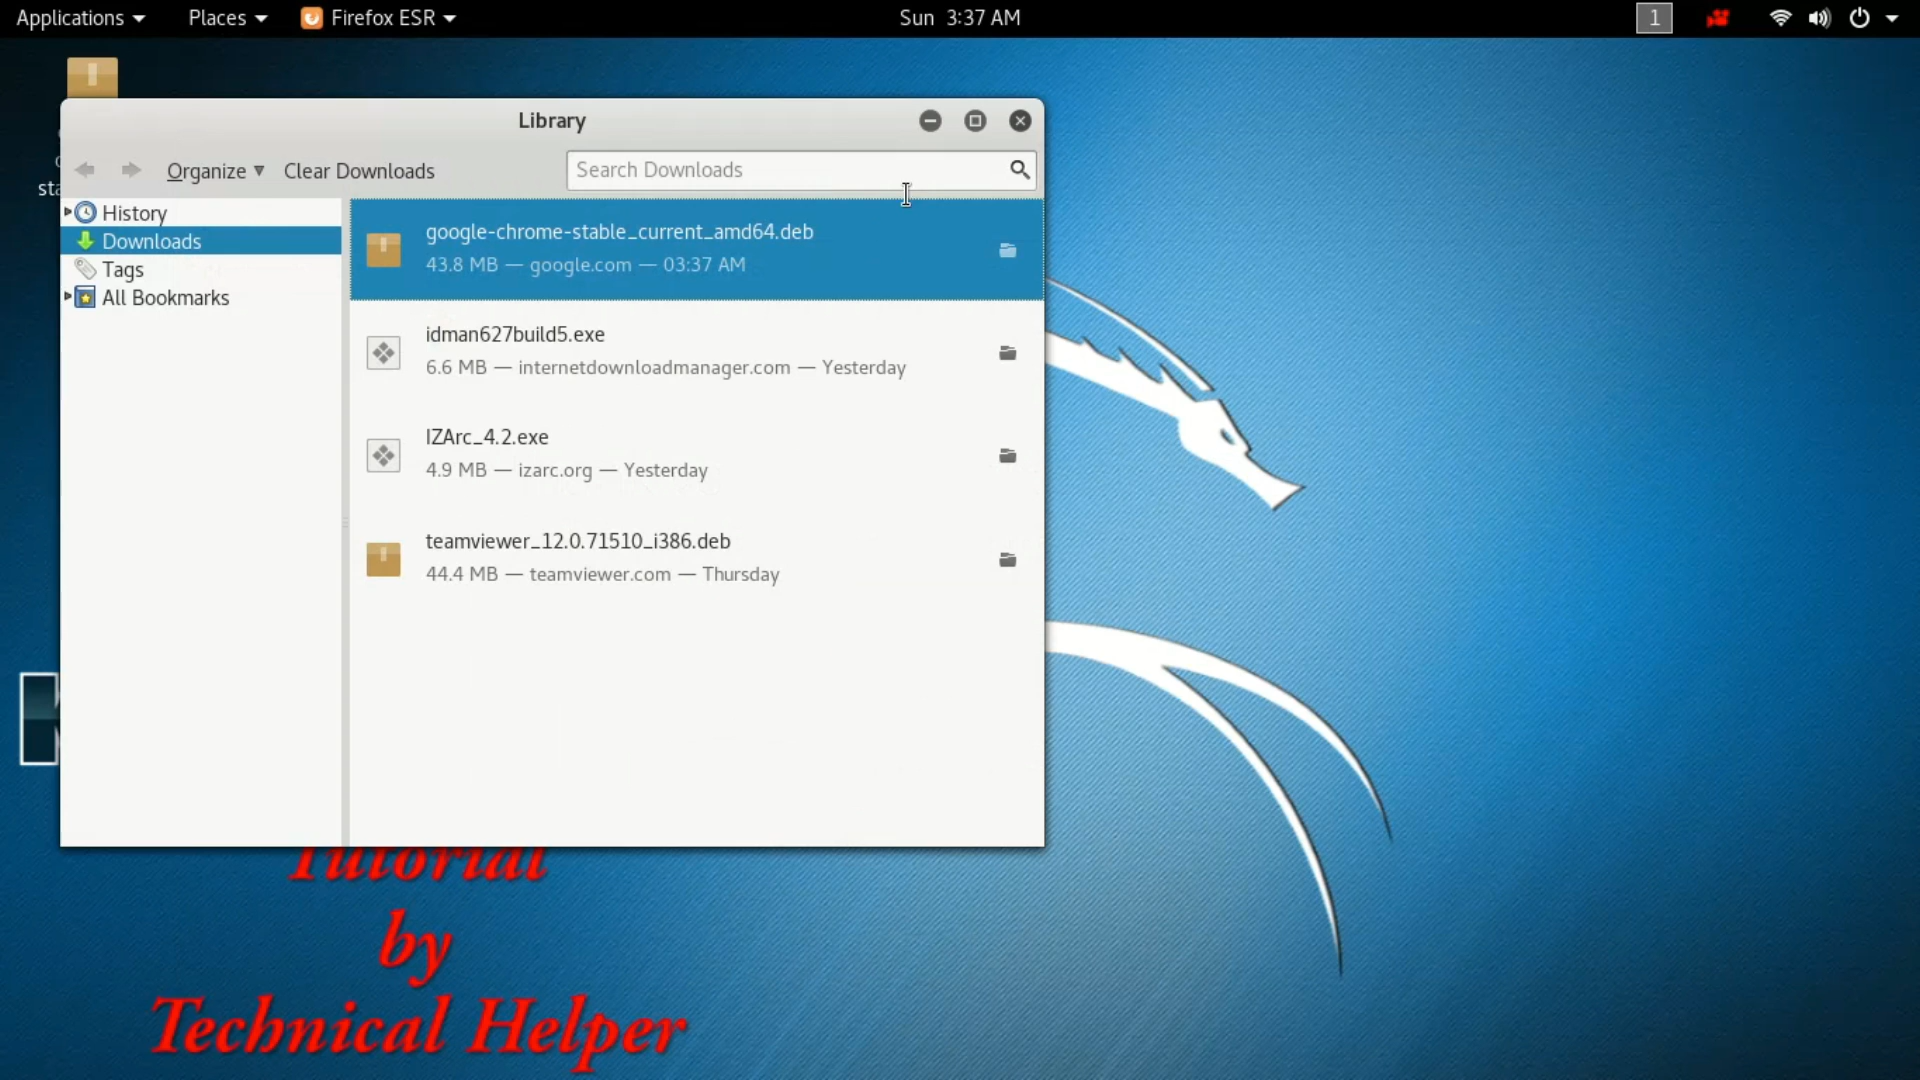 Applications Places Firefox ESR Sun 3:37 AM 1
Library
Organize Clear Downloads Search Downloads
History
Downloads
Tags
All Bookmarks
google-chrome-stable_current_amd64.deb
43.8 MB — google.com — 03:37 AM
idman627build5.exe
6.6 MB — internetdownloadmanager.com — Yesterday
IZArc_4.2.exe
4.9 MB — izarc.org — Yesterday
teamviewer_12.0.71510_i386.deb
44.4 MB — teamviewer.com — Thursday
Tutorial
by
Technical Helper